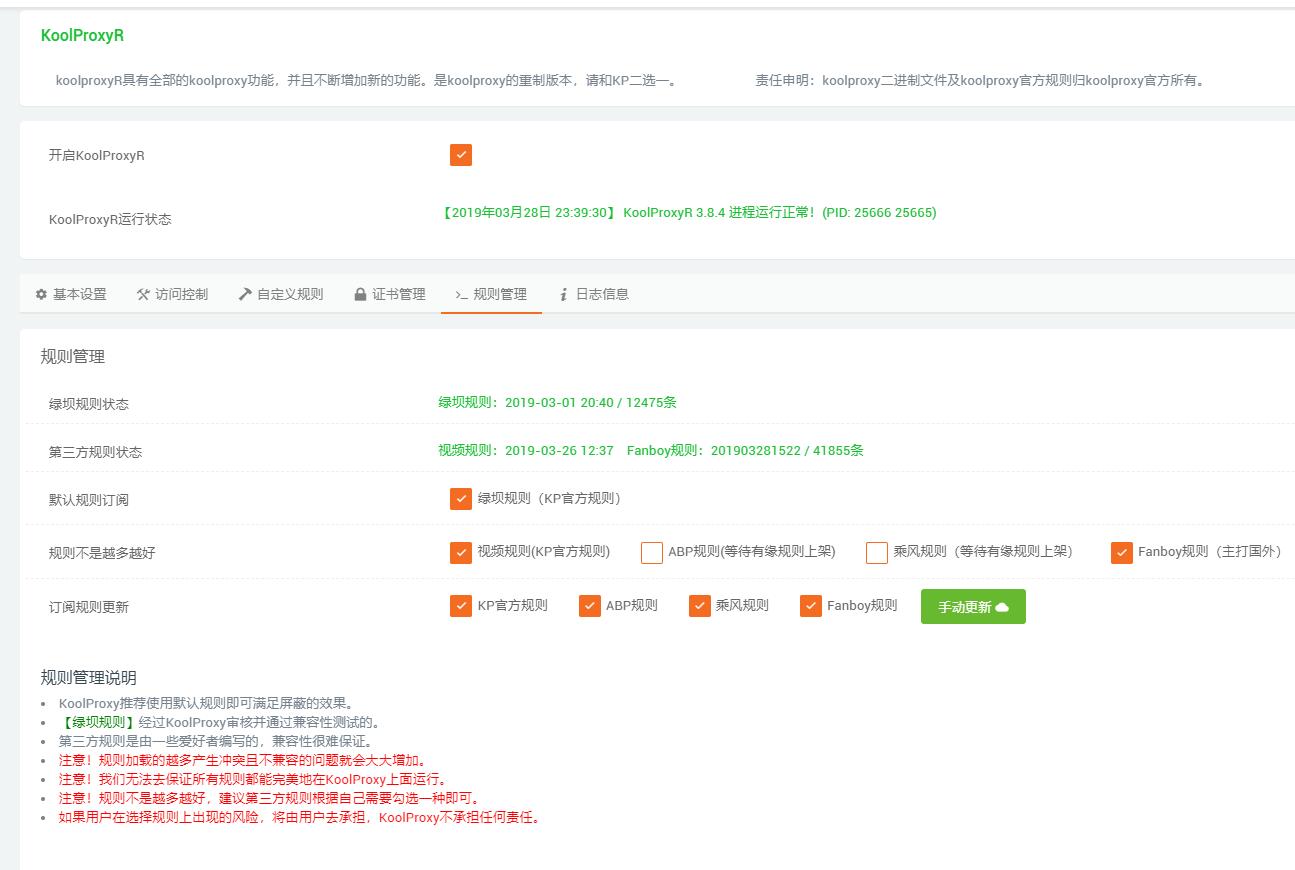 KoolProxyR
koolproxyR具有全部的koolproxy功能，并且不断增加新的功能。是koolproxy的重制版本，请和KP二选一。 责任申明：koolproxy二进制文件及koolproxy官方规则归koolproxy官方所有。
开启KoolProxyR
KoolProxyR运行状态 【2019年03月28日 23:39:30】 KoolProxyR 3.8.4 进程运行正常！(PID: 25666 25665)
基本设置 访问控制 自定义规则 证书管理 规则管理 日志信息
规则管理
绿坝规则状态 绿坝规则：2019-03-01 20:40 / 12475条
第三方规则状态 视频规则：2019-03-26 12:37 Fanboy规则：201903281522 / 41855条
默认规则订阅 绿坝规则（KP官方规则）
规则不是越多越好 视频规则(KP官方规则) ABP规则(等待有缘规则上架) 乘风规则（等待有缘规则上架） Fanboy规则（主打国外）
订阅规则更新 KP官方规则 ABP规则 乘风规则 Fanboy规则 手动更新
规则管理说明
KoolProxy推荐使用默认规则即可满足屏蔽的效果。
【绿坝规则】经过KoolProxy审核并通过兼容性测试的。
第三方规则是由一些爱好者编写的，兼容性很难保证。
注意！规则加载的越多产生冲突且不兼容的问题就会大大增加。
注意！我们无法去保证所有规则都能完美地在KoolProxy上面运行。
注意！规则不是越多越好，建议第三方规则根据自己需要勾选一种即可。
如果用户在选择规则上出现的风险，将由用户去承担，KoolProxy不承担任何责任。